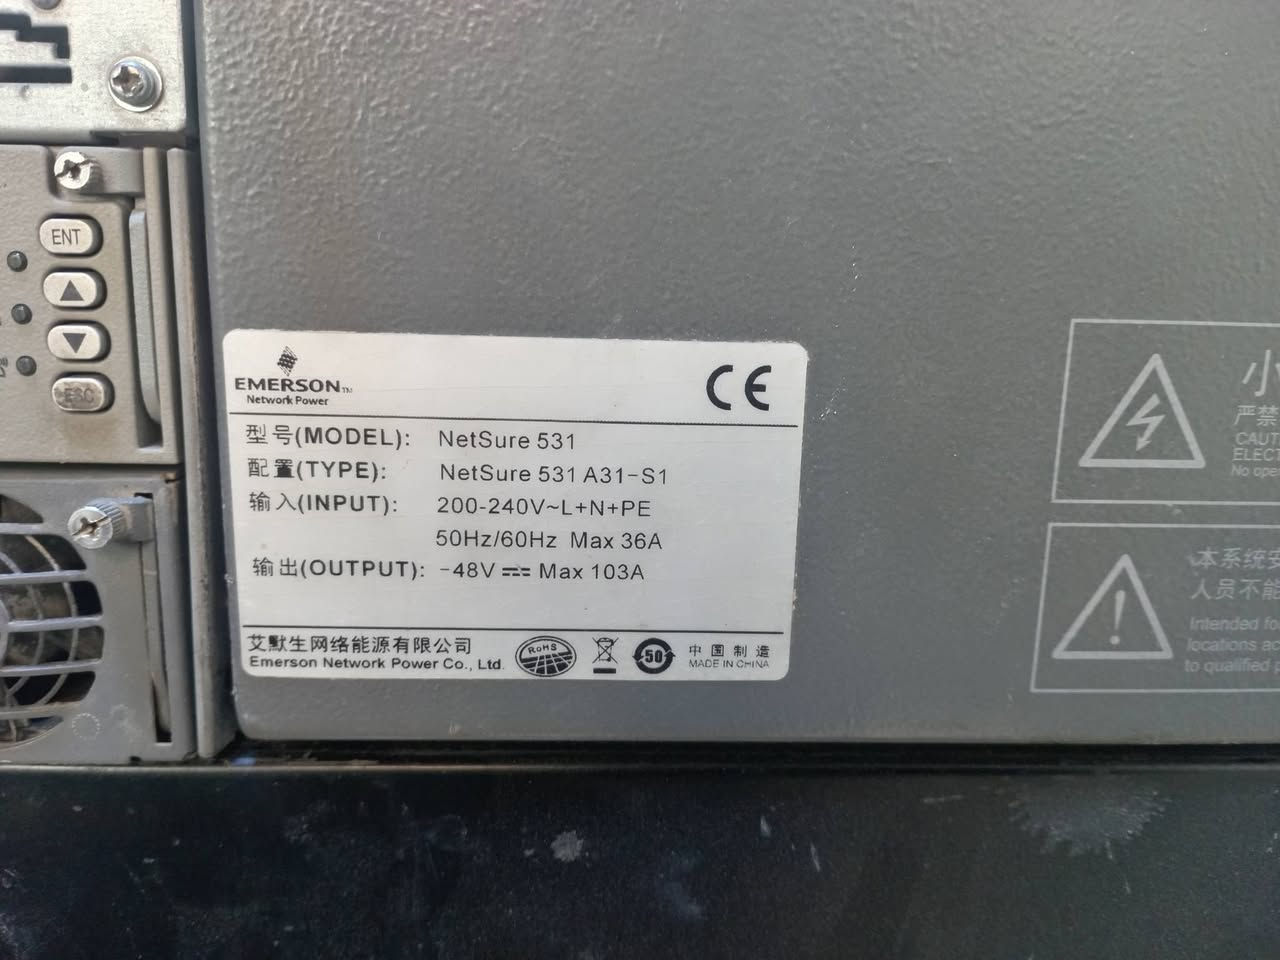 ENT
ESC
EMERSON™
Network Power
CE
型号(MODEL): NetSure 531
配置(TYPE): NetSure 531 A31-S1
输入(INPUT): 200-240V~L+N+PE
50Hz/60Hz Max 36A
输出(OUTPUT): -48V⎓ Max 103A
艾默生网络能源有限公司
Emerson Network Power Co., Ltd.
RoHS
50
中国制造
MADE IN CHINA
小
严禁
CAUT
ELECT
No ope
本系统安
人员不能
Intended fo
locations ac
to qualified